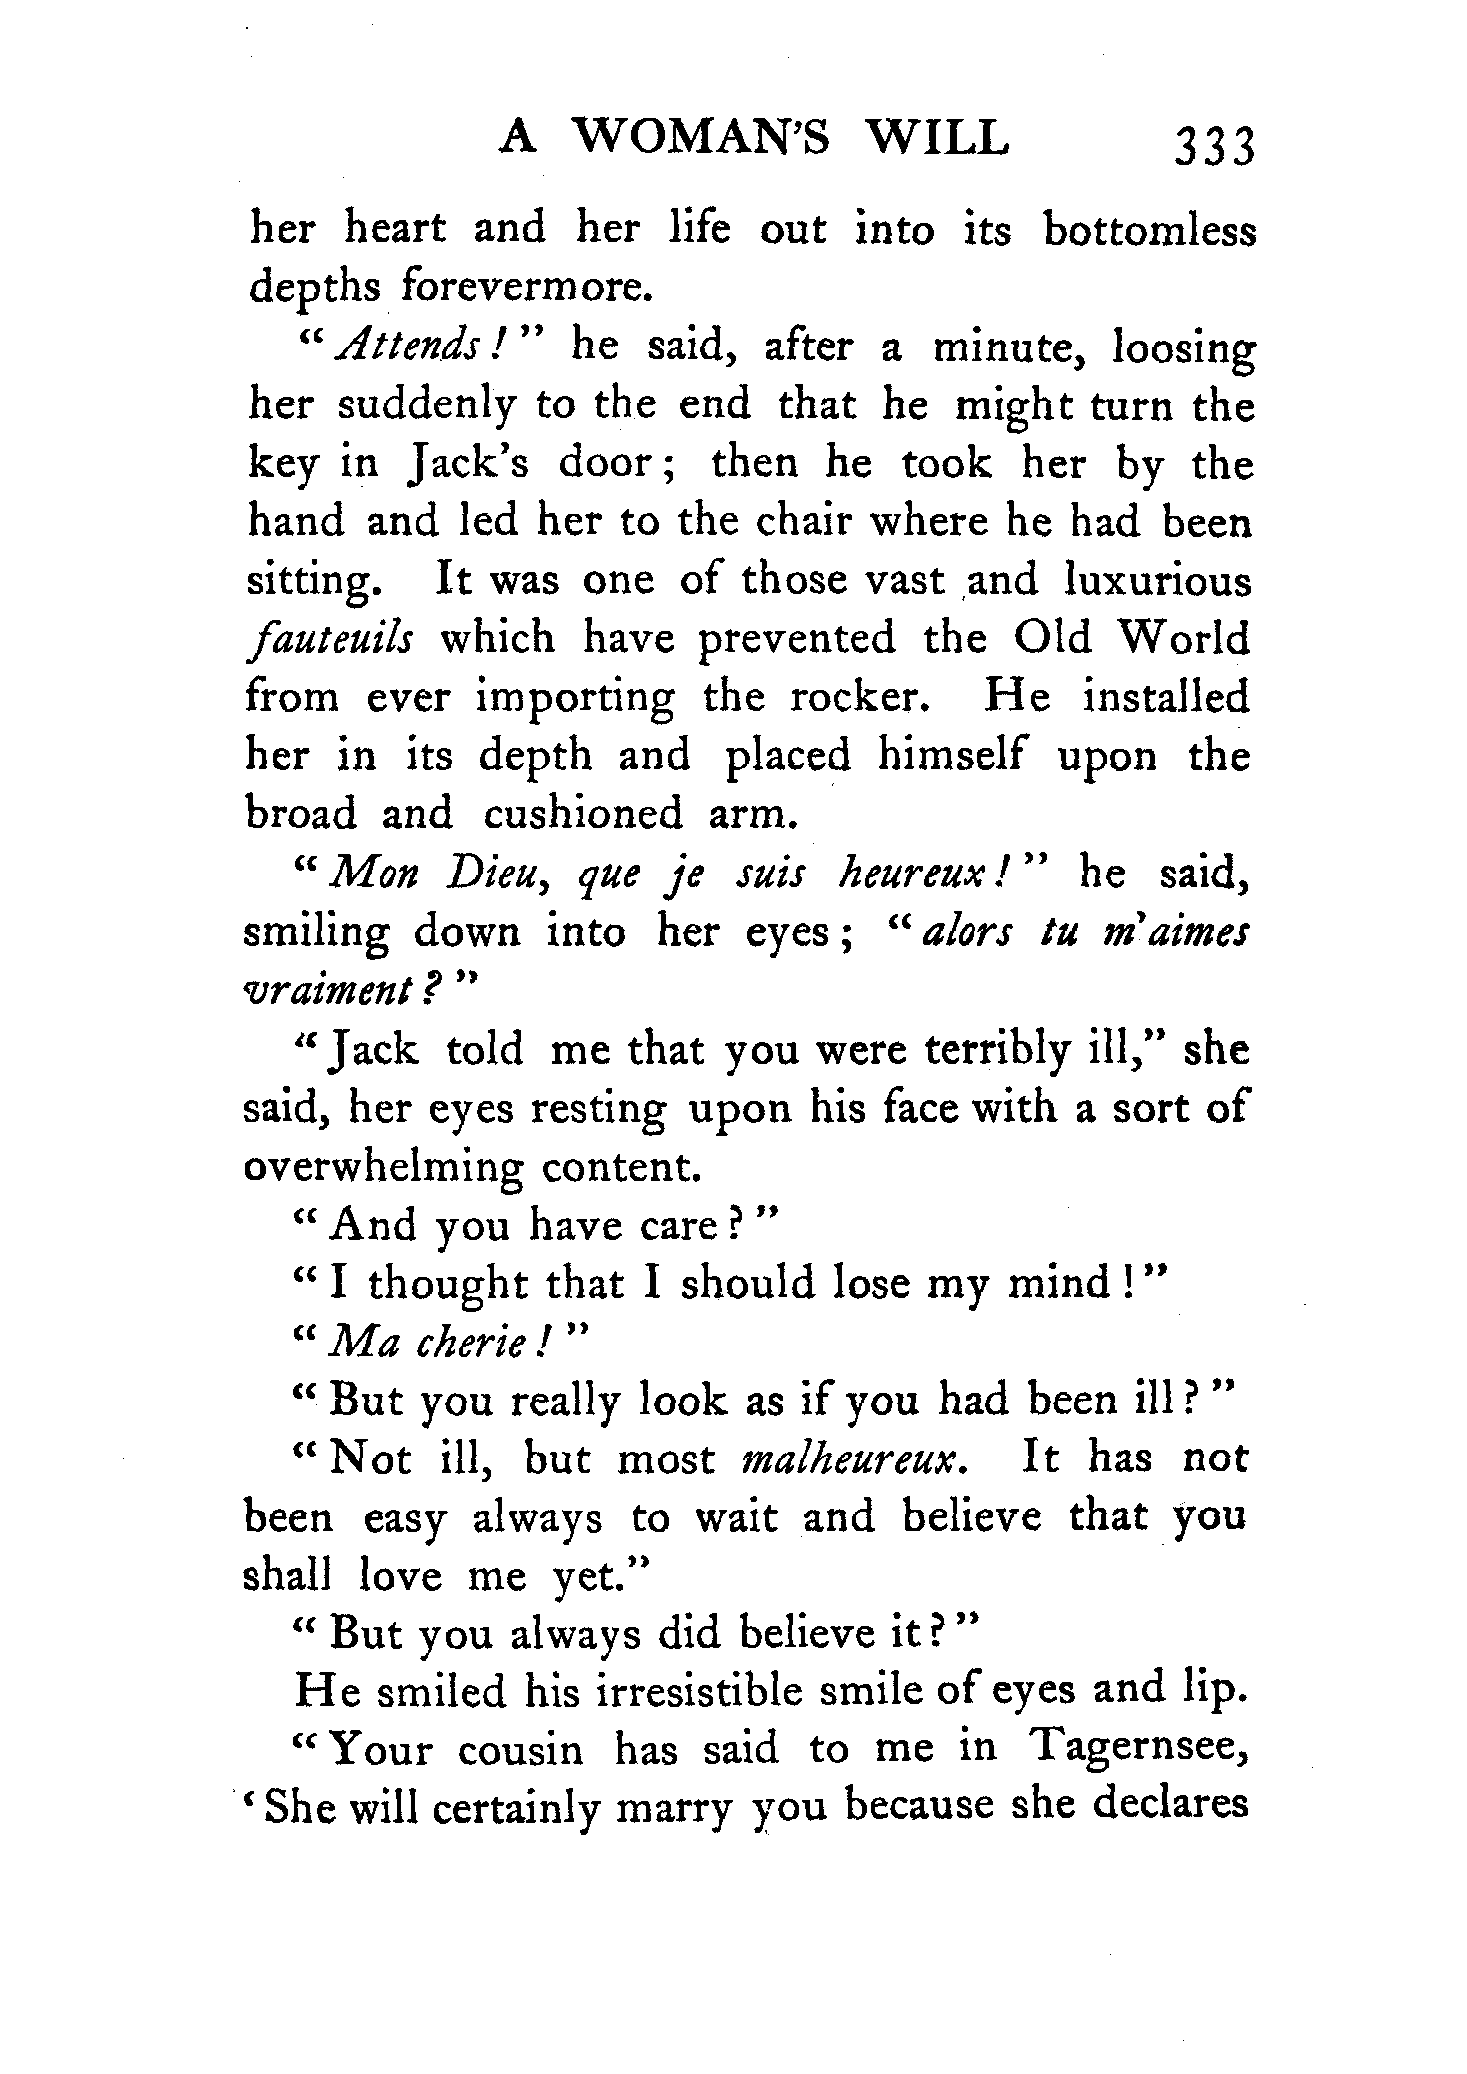 A WOMAN'S WILL 333
her heart and her life out into its bottomless
depths forevermore.
“ Attends ! ” he said, after a minute, loosing
her suddenly to the end that he might turn the
key in Jack's door ; then he took her by the
hand and led her to the chair where he had been
sitting. It was one of those vast and luxurious
fauteuils which have prevented the Old World
from ever importing the rocker. He installed
her in its depth and placed himself upon the
broad and cushioned arm.
“ Mon Dieu, que je suis heureux ! ” he said,
smiling down into her eyes ; “ alors tu m'aimes
vraiment ? ”
“ Jack told me that you were terribly ill,” she
said, her eyes resting upon his face with a sort of
overwhelming content.
“ And you have care ? ”
“ I thought that I should lose my mind ! ”
“ Ma cherie ! ”
“ But you really look as if you had been ill ? ”
“ Not ill, but most malheureux. It has not
been easy always to wait and believe that you
shall love me yet.”
“ But you always did believe it ? ”
He smiled his irresistible smile of eyes and lip.
“ Your cousin has said to me in Tagernsee,
‘ She will certainly marry you because she declares